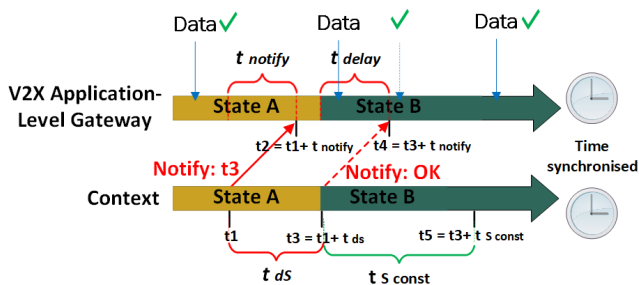 Data✓ Data ✓ Data✓
t notify t delay
V2X Application-
Level Gateway
State A State B
t2 = t1+ t notify t4 = t3+ t notify
Time
synchronised
Notify: t3 Notify: OK
Context State A State B
t1 t3 = t1+ t ds t5 = t3+ t S const
t dS t S const